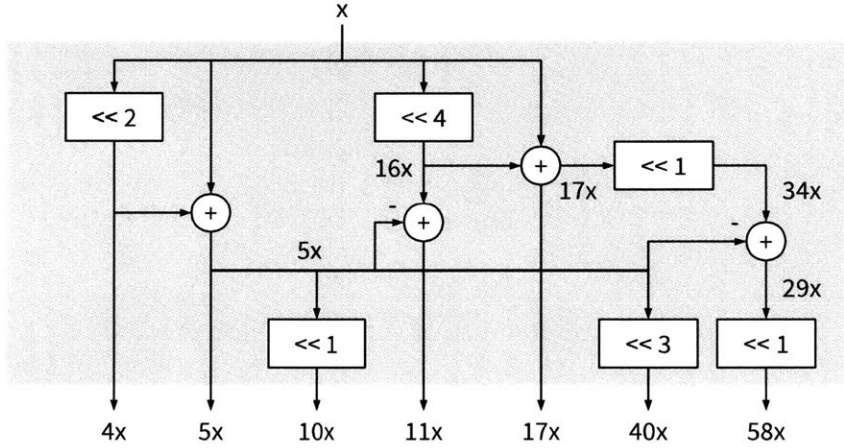 x
<< 2
<< 4
+
<< 1
16x
17x
34x
+
-
+
-
+
5x
29x
<< 1
<< 3
<< 1
4x
5x
10x
11x
17x
40x
58x